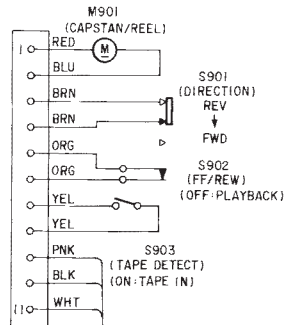 M901
(CAPSTAN/REEL)
1 RED
M
BLU
S901
BRN
(DIRECTION)
REV
BRN
FWD
ORG
S902
ORG
(FF/REW)
(OFF:PLAYBACK)
YEL
YEL
PNK
S903
(TAPE DETECT)
BLK
(ON:TAPE IN)
11 WHT